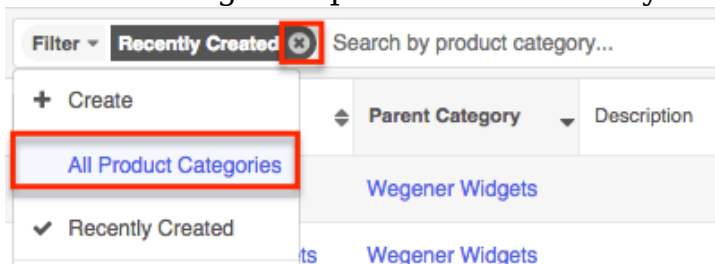 Filter Recently Created Search by product category...
Create
Parent Category Description
All Product Categories
Wegener Widgets
Recently Created
ts Wegener Widgets